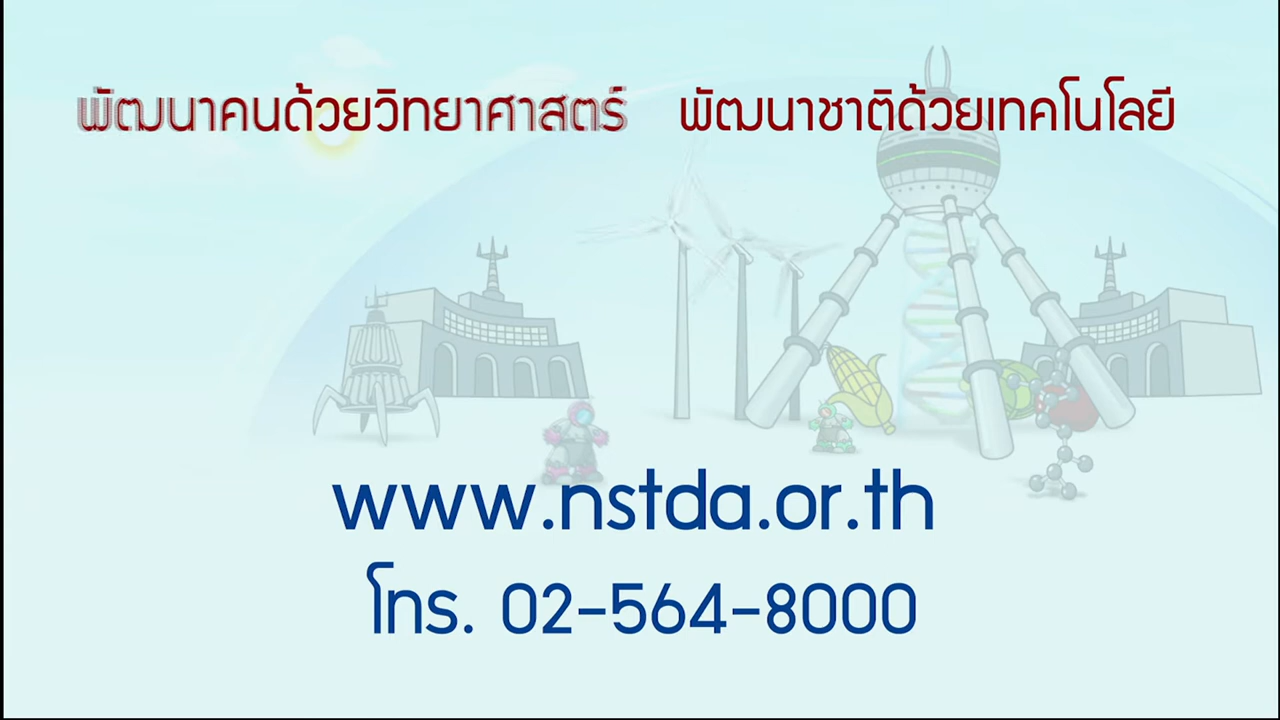 พัฒนาคนด้วยวิทยาศาสตร์ พัฒนาชาติด้วยเทคโนโลยี
www.nstda.or.th
โทร. 02-564-8000